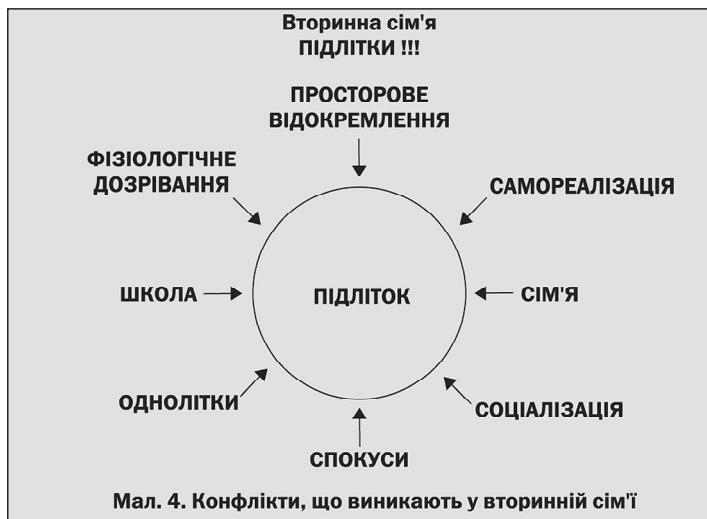 Вторинна сім'я
ПІДЛІТКИ !!!
ПРОСТОРОВЕ
ВІДОКРЕМЛЕННЯ
ФІЗІОЛОГІЧНЕ
ДОЗРІВАННЯ
САМОРЕАЛІЗАЦІЯ
ШКОЛА
ПІДЛІТОК
СІМ'Я
ОДНОЛІТКИ
СОЦІАЛІЗАЦІЯ
СПОКУСИ
Мал. 4. Конфлікти, що виникають у вторинній сім'ї